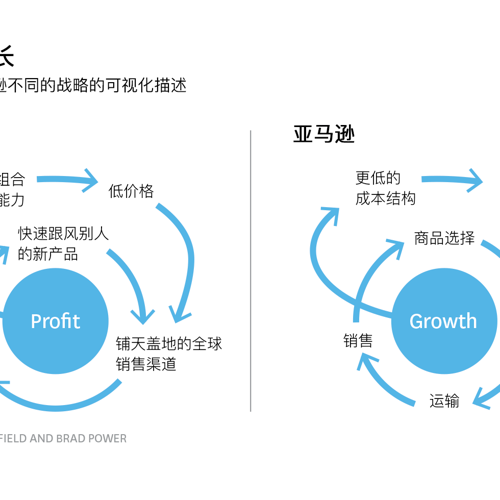 长
逊不同的战略的可视化描述
亚马逊
组合
能力
低价格
快速跟风别人
的新产品
Profit
铺天盖地的全球
销售渠道
更低的
成本结构
商品选择
Growth
销售
运输
FIELD AND BRAD POWER